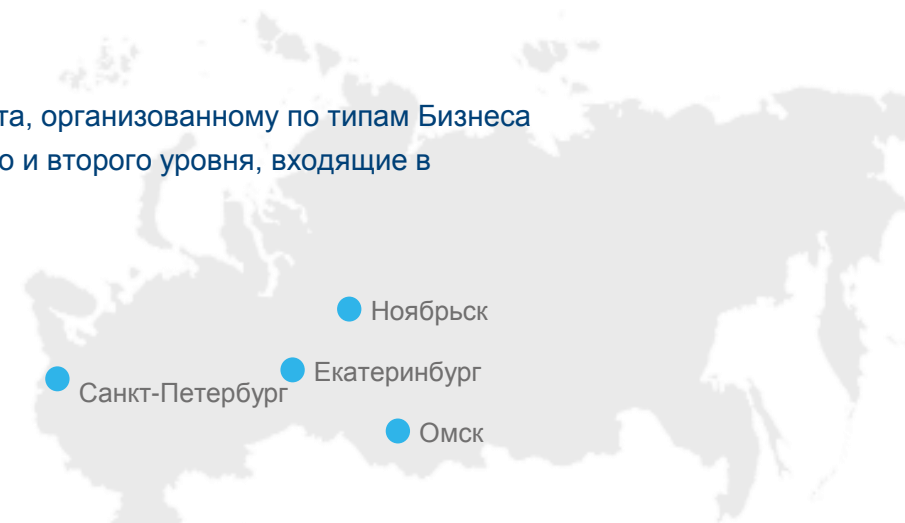 та, организованному по типам Бизнеса
о и второго уровня, входящие в
Ноябрьск
Екатеринбург
Санкт-Петербург
Омск